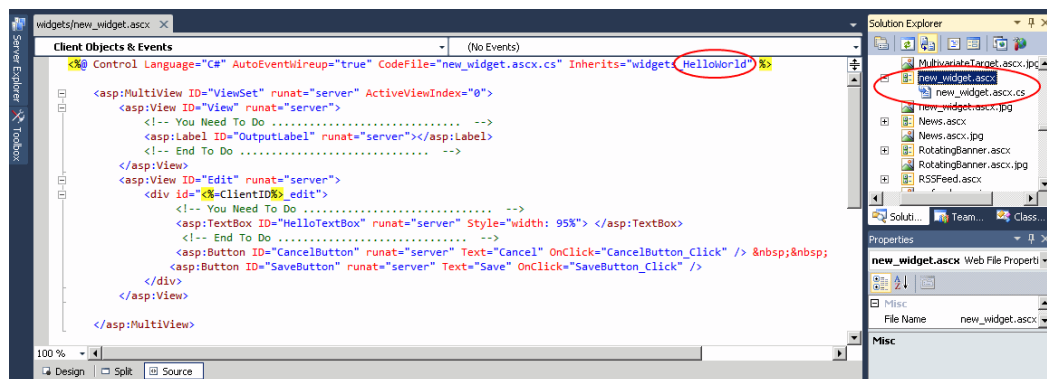 widgets/new_widget.ascx
Client Objects & Events
(No Events)
<%@ Control Language="C#" AutoEventWireup="true" CodeFile="new_widget.ascx.cs" Inherits="widgets_HelloWorld" %>
<asp:MultiView ID="ViewSet" runat="server" ActiveViewIndex="0">
<asp:View ID="View" runat="server">
<!-- You Need To Do .............................. -->
<asp:Label ID="OutputLabel" runat="server"></asp:Label>
<!-- End To Do .............................. -->
</asp:View>
<asp:View ID="Edit" runat="server">
<div id="<%=ClientID%>_edit">
<!-- You Need To Do .............................. -->
<asp:TextBox ID="HelloTextBox" runat="server" Style="width: 95%"> </asp:TextBox>
<!-- End To Do .............................. -->
<asp:Button ID="CancelButton" runat="server" Text="Cancel" OnClick="CancelButton_Click" /> &nbsp;&nbsp;
<asp:Button ID="SaveButton" runat="server" Text="Save" OnClick="SaveButton_Click" />
</div>
</asp:View>
</asp:MultiView>
100 %
Design
Split
Source
Server Explorer
Toolbox
Solution Explorer
MultivariateTarget.ascx.jpg
new_widget.ascx
new_widget.ascx.cs
new_widget.ascx.jpg
News.ascx
News.ascx.jpg
RotatingBanner.ascx
RotatingBanner.ascx.jpg
RSSFeed.ascx
Soluti...
Team...
Class...
Properties
new_widget.ascx Web File Properti
Misc
File Name
new_widget.ascx
Misc